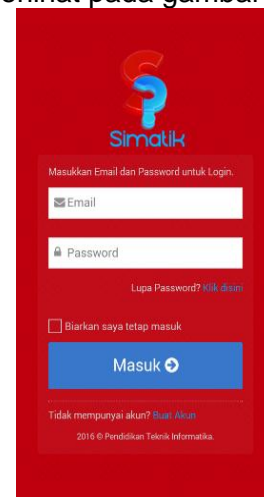 Simatik
Masukkan Email dan Password untuk Login.
Email
Password
Lupa Password? Klik disini
Biarkan saya tetap masuk
Masuk
Tidak mempunyai akun? Buat Akun
2016 © Pendidikan Teknik Informatika.